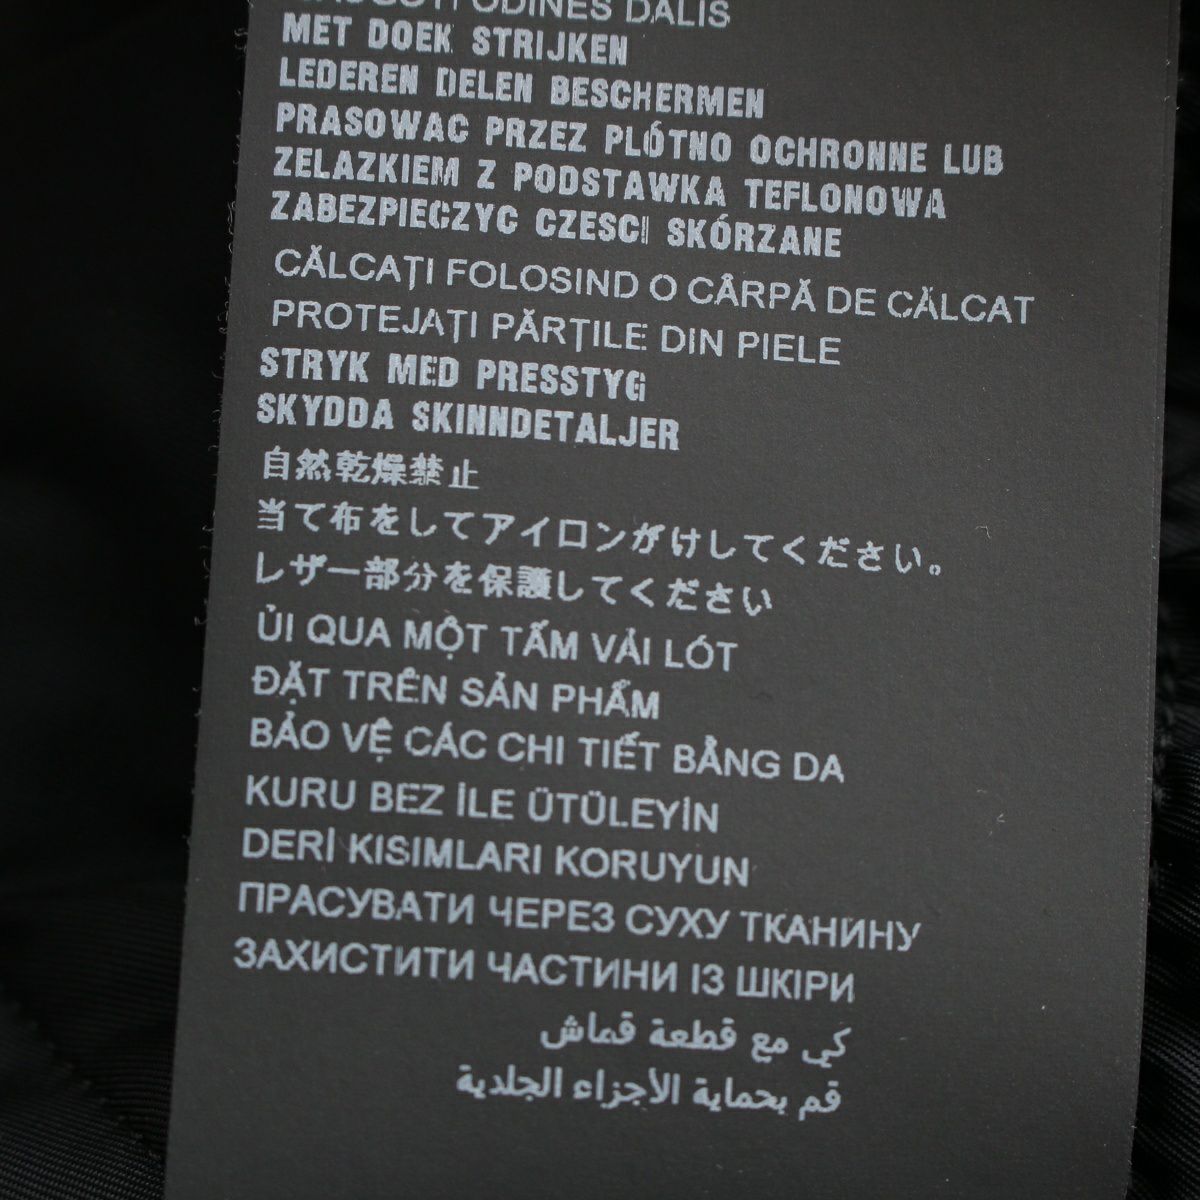 ODINES DALIS
MET DOEK STRIJKEN
LEDEREN DELEN BESCHERMEN
PRASOWAC PRZEZ PLÓTNO OCHRONNE LUB
ZELAZKIEM Z PODSTAWKA TEFLONOWA
ZABEZPIECZYC CZESCI SKÓRZANE
CĂLCAȚI FOLOSIND O CÂRPĂ DE CĂLCAT
PROTEJAȚI PĂRȚILE DIN PIELE
STRYK MED PRESSTYG
SKYDDA SKINNDETALJER
自然乾燥禁止
当て布をしてアイロンがけしてください。
レザー部分を保護してください
ỦI QUA MỘT TẤM VẢI LÓT
ĐẶT TRÊN SẢN PHẨM
BẢO VỆ CÁC CHI TIẾT BẰNG DA
KURU BEZ İLE ÜTÜLEYİN
DERİ KISIMLARI KORUYUN
ПРАСУВАТИ ЧЕРЕЗ СУХУ ТКАНИНУ
ЗАХИСТИТИ ЧАСТИНИ ІЗ ШКІРИ
كي مع قطعة قماش
قم بحماية الأجزاء الجلدية